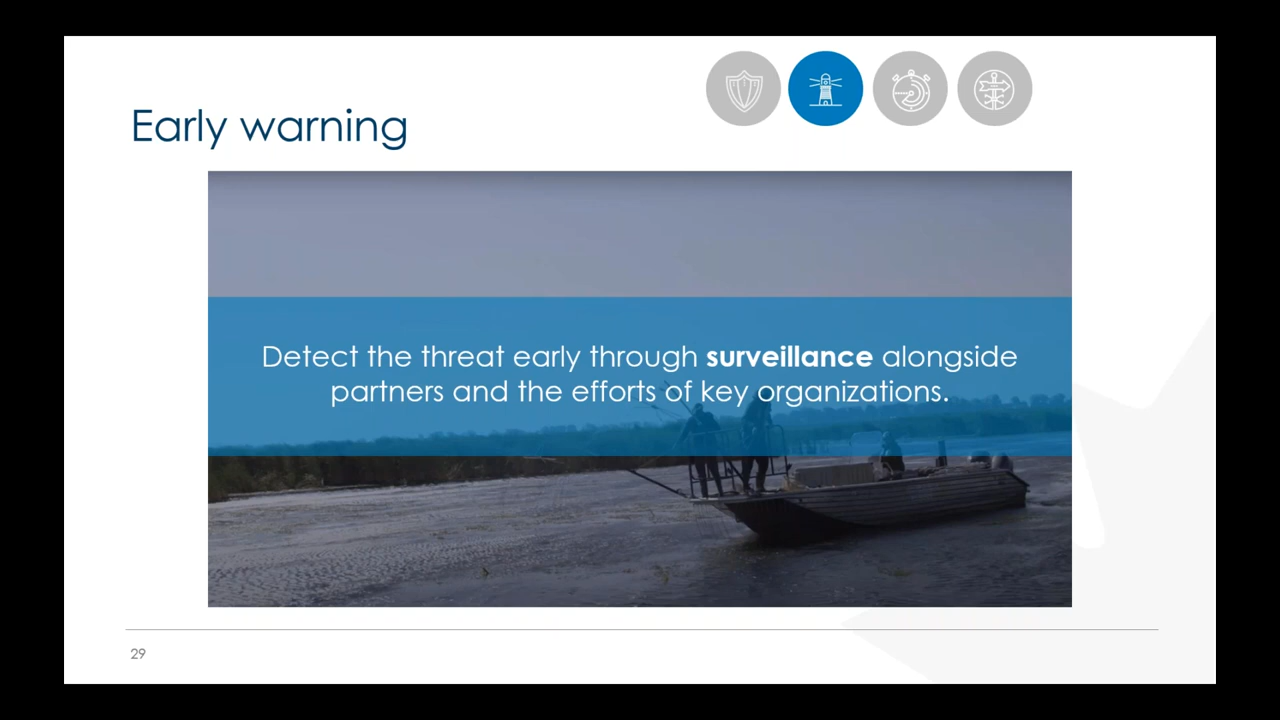 Early warning
Detect the threat early through surveillance alongside
partners and the efforts of key organizations.
29